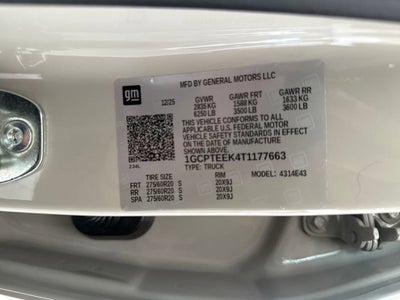 gm
MFD BY GENERAL MOTORS LLC
12/25 GVWR GAWR FRT GAWR RR
2835 KG 1588 KG 1633 KG
6250 LB 3500 LB 3600 LB
THIS VEHICLE CONFORMS TO ALL
APPLICABLE U.S. FEDERAL MOTOR
VEHICLE SAFETY STANDARDS IN EFFECT
ON THE DATE OF MANUFACTURE
SHOWN ABOVE.
1GCPTEEK4T1177663
TYPE: TRUCK MODEL: 4314E43
234L
TIRE SIZE RIM
FRT 275/60R20 S 20X9J
RR 275/60R20 S 20X9J
SPA 275/60R20 S 20X9J